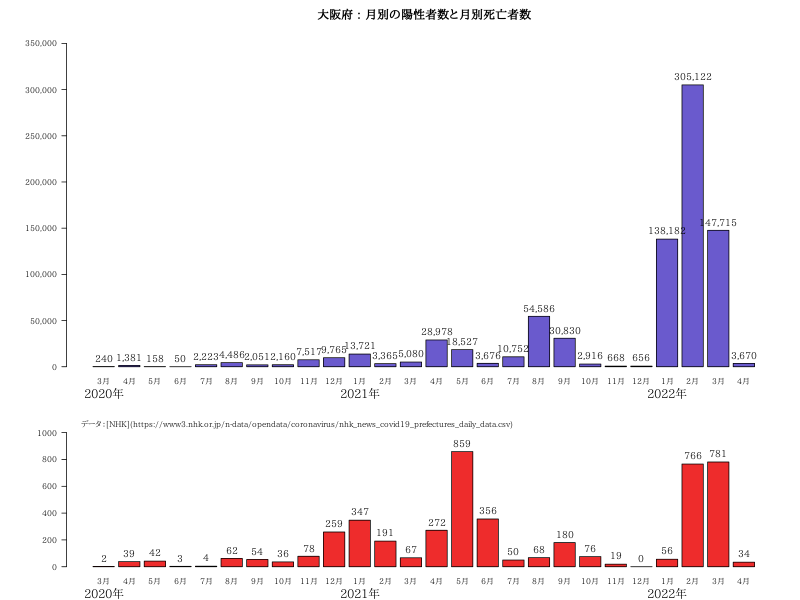 大阪府：月別の陽性者数と月別死亡者数
350,000
300,000
250,000
200,000
150,000
100,000
50,000
0
240 1,381 158 50 2,223 4,486 2,051 2,160 7,517 9,765 13,721 3,365 5,080 28,978 18,527 3,676 10,752 54,586 30,830 2,916 668 656 138,182 305,122 147,715 3,670
3月 4月 5月 6月 7月 8月 9月 10月 11月 12月 1月 2月 3月 4月 5月 6月 7月 8月 9月 10月 11月 12月 1月 2月 3月 4月
2020年 2021年 2022年
データ：[NHK](https://www3.nhk.or.jp/n-data/opendata/coronavirus/nhk_news_covid19_prefectures_daily_data.csv)
1000
800
600
400
200
0
2 39 42 3 4 62 54 36 78 259 347 191 67 272 859 356 50 68 180 76 19 0 56 766 781 34
3月 4月 5月 6月 7月 8月 9月 10月 11月 12月 1月 2月 3月 4月 5月 6月 7月 8月 9月 10月 11月 12月 1月 2月 3月 4月
2020年 2021年 2022年